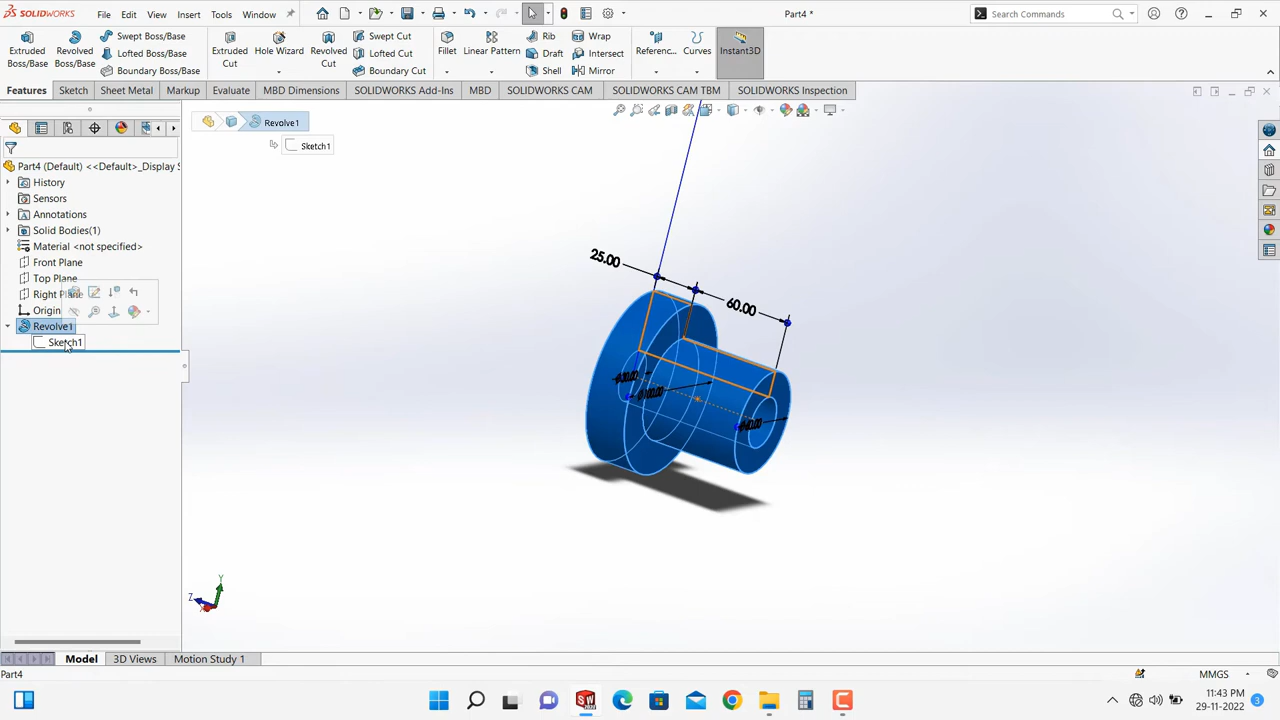 SOLIDWORKS File Edit View Insert Tools Window Part4 * Search Commands
Extruded Boss/Base
Revolved Boss/Base
Swept Boss/Base
Lofted Boss/Base
Boundary Boss/Base
Extruded Cut
Hole Wizard
Revolved Cut
Swept Cut
Lofted Cut
Boundary Cut
Fillet
Linear Pattern
Rib
Draft
Shell
Wrap
Intersect
Mirror
Referenc...
Curves
Instant3D
Features Sketch Sheet Metal Markup Evaluate MBD Dimensions SOLIDWORKS Add-Ins MBD SOLIDWORKS CAM SOLIDWORKS CAM TBM SOLIDWORKS Inspection
Revolve1
Sketch1
Part4 (Default) <<Default>_Display S
History
Sensors
Annotations
Solid Bodies(1)
Material <not specified>
Front Plane
Top Plane
Right
Origin
Revolve1
Sketch1
25.00
60.00
Y
Z
Model 3D Views Motion Study 1
Part4 MMGS
11:43 PM
29-11-2022
3